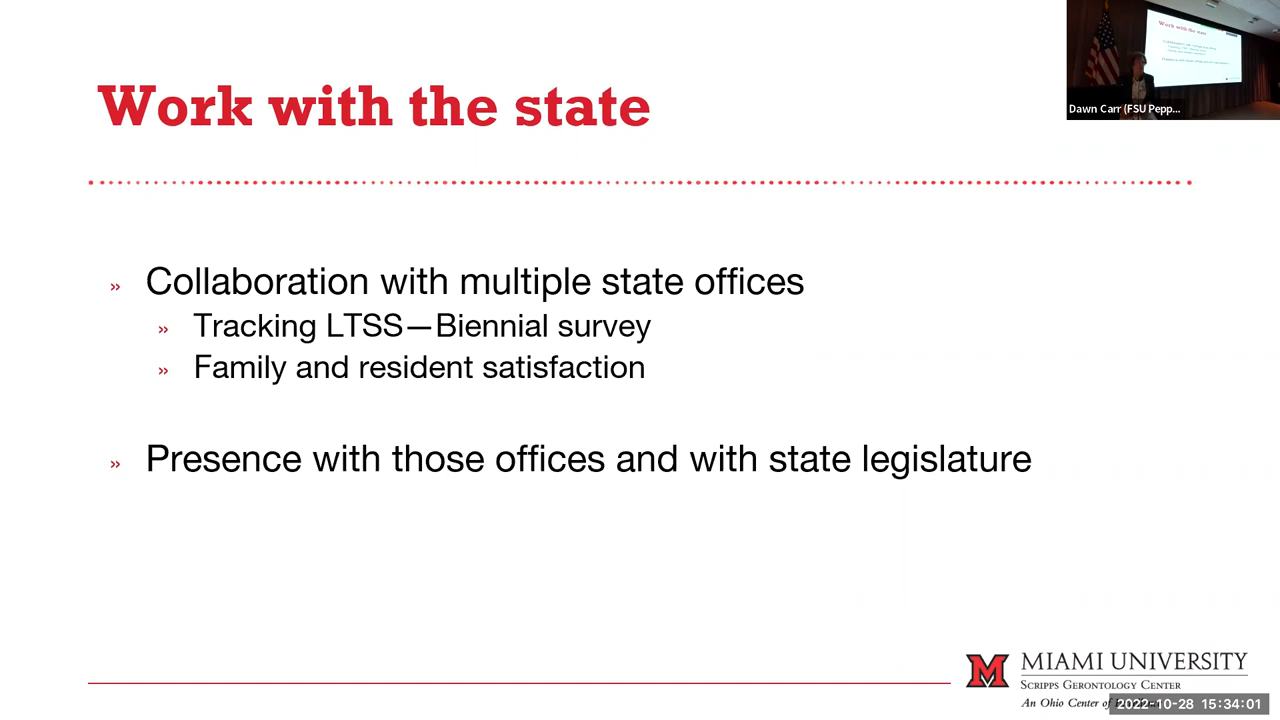 Work with the state
Dawn Carr (FSU Pepp...
» Collaboration with multiple state offices
» Tracking LTSS—Biennial survey
» Family and resident satisfaction
» Presence with those offices and with state legislature
MIAMI UNIVERSITY
SCRIPPS GERONTOLOGY CENTER
An Ohio Center of
2022-10-28 15:34:01